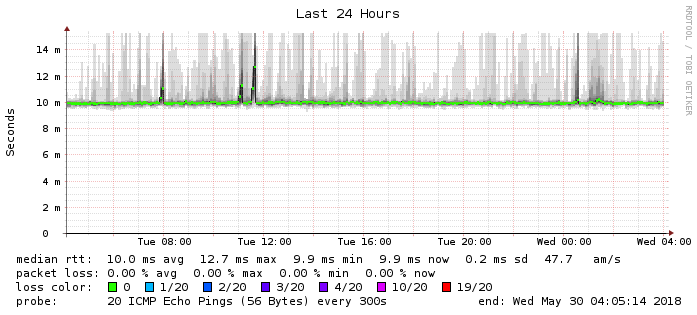 Last 24 Hours
RRDTOOL / TOBI OETIKER
Seconds
14 m
12 m
10 m
8 m
6 m
4 m
2 m
0
Tue 08:00 Tue 12:00 Tue 16:00 Tue 20:00 Wed 00:00 Wed 04:00
median rtt: 10.0 ms avg 12.7 ms max 9.9 ms min 9.9 ms now 0.2 ms sd 47.7 am/s
packet loss: 0.00 % avg 0.00 % max 0.00 % min 0.00 % now
loss color: 0 1/20 2/20 3/20 4/20 10/20 19/20
probe: 20 ICMP Echo Pings (56 Bytes) every 300s end: Wed May 30 04:05:14 2018